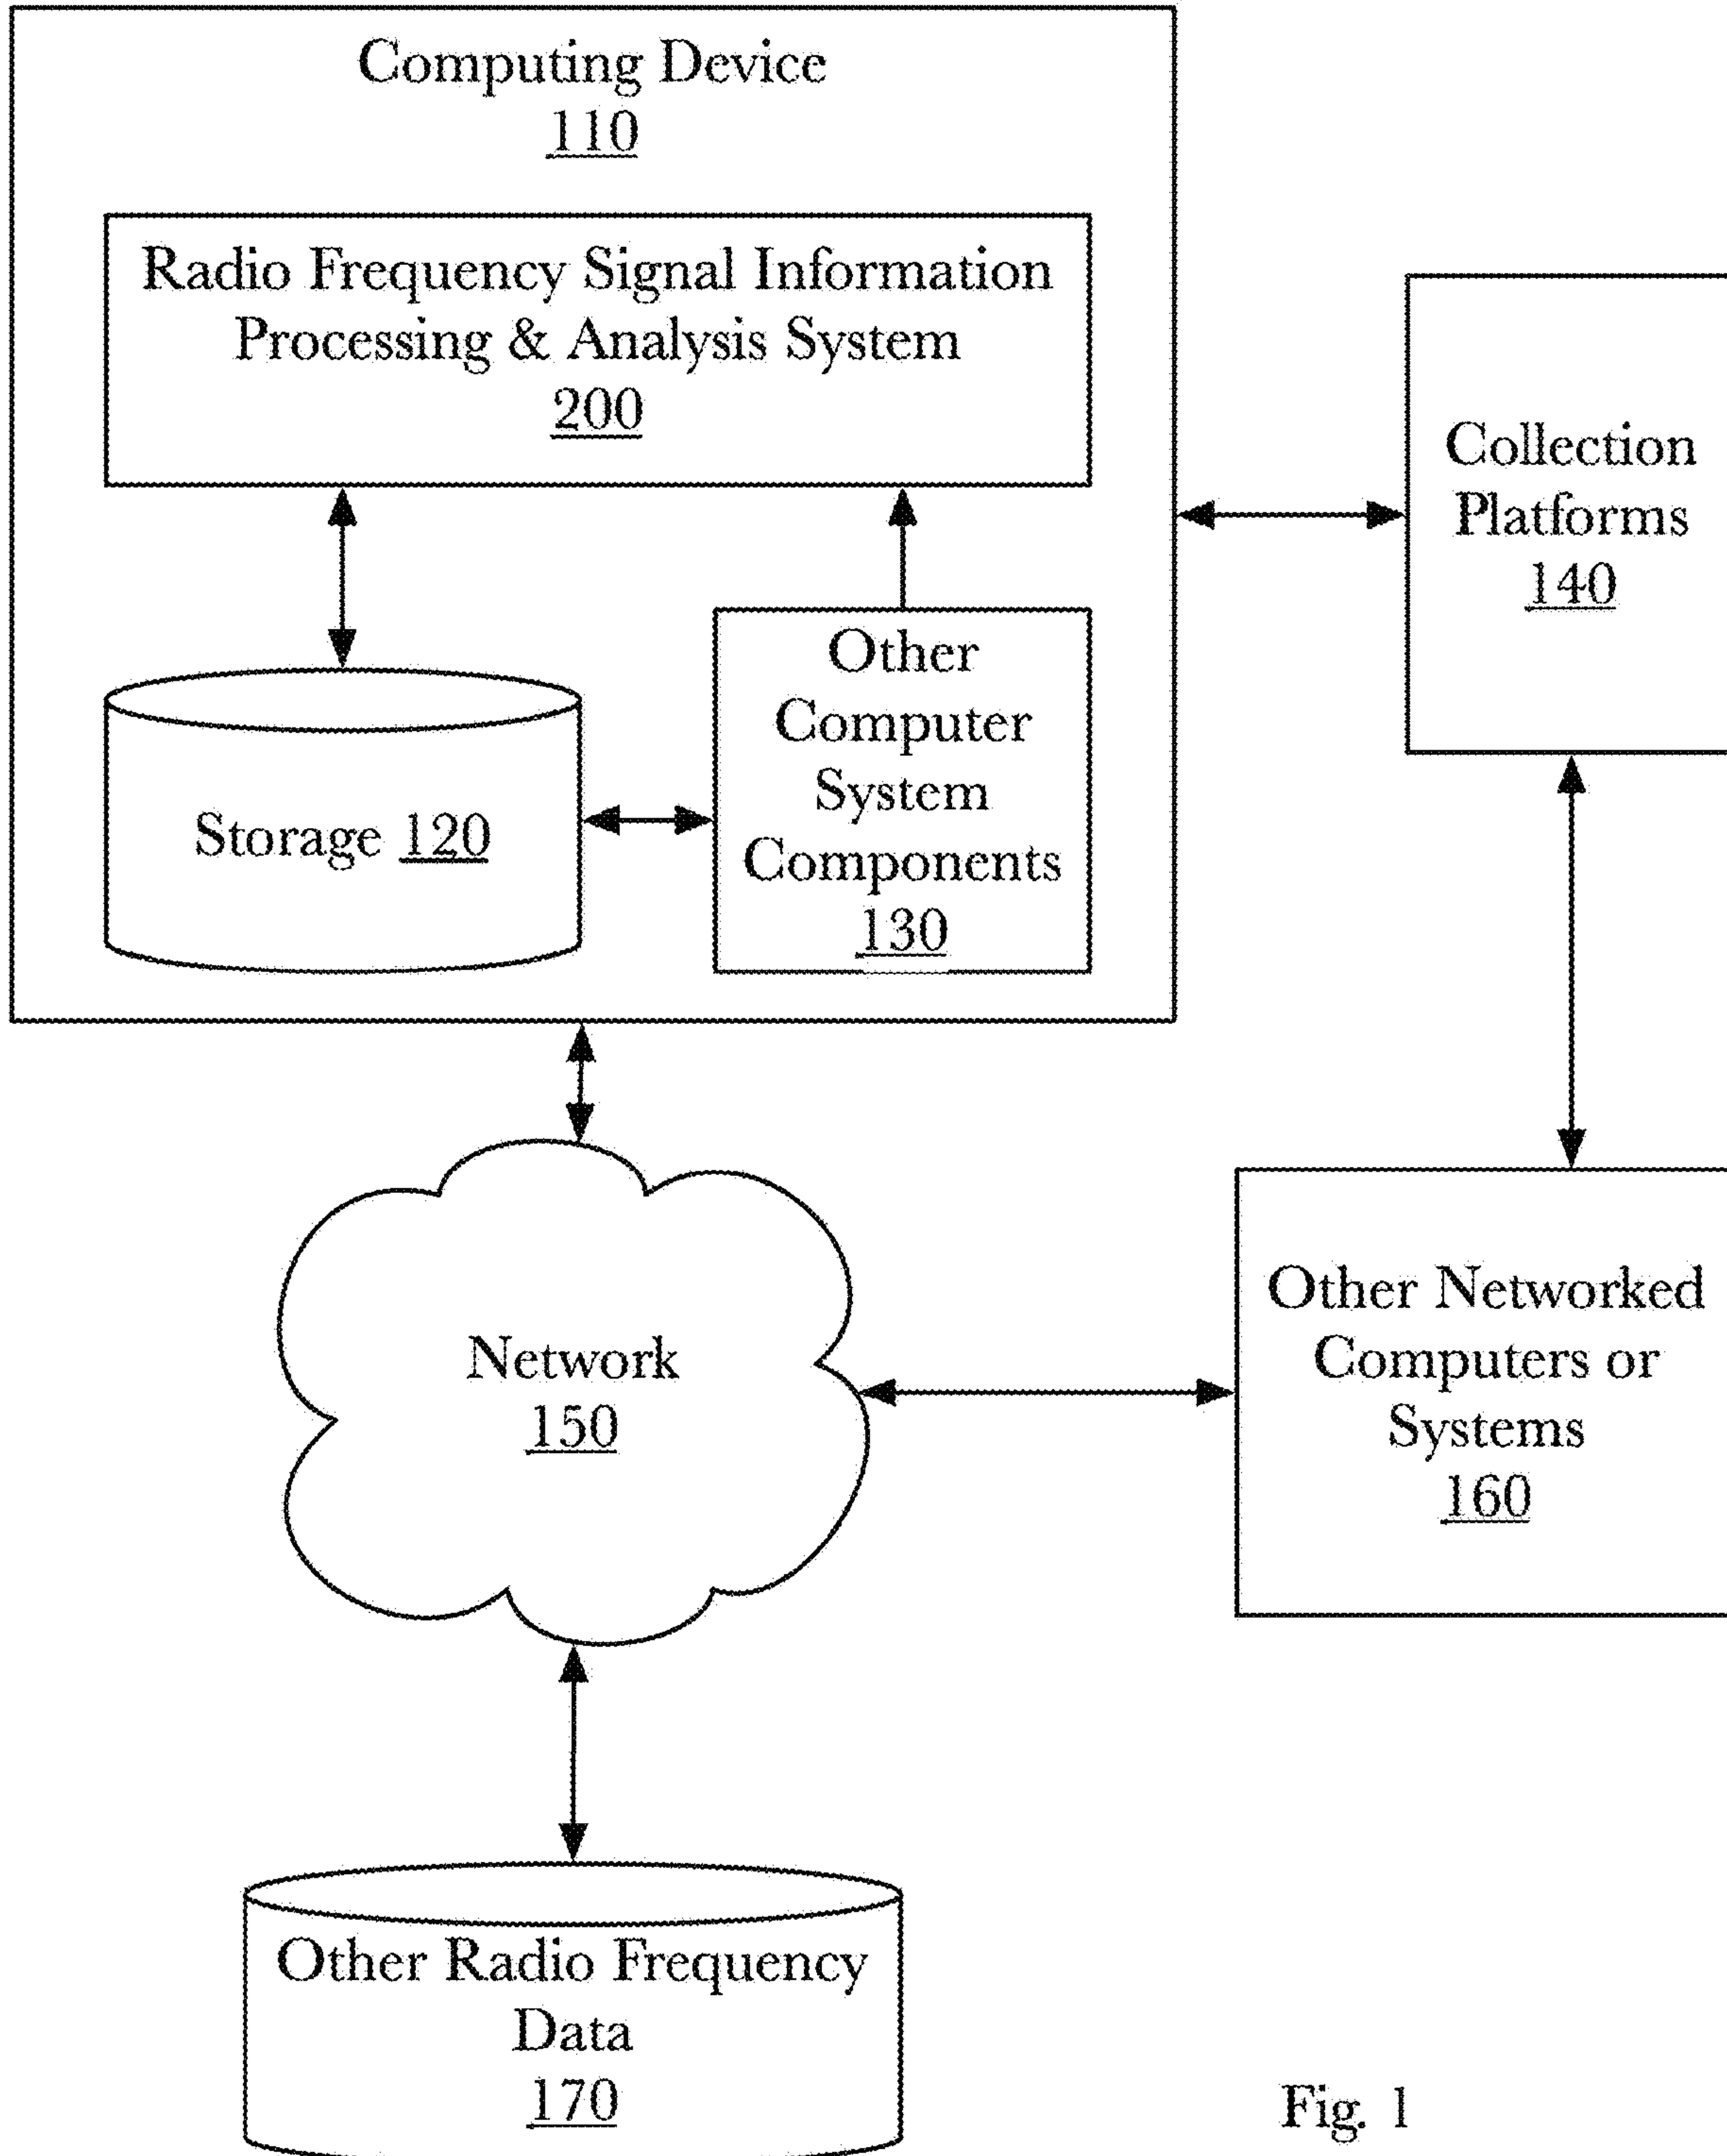 Computing Device
110
Radio Frequency Signal Information
Processing & Analysis System
200
Collection
Platforms
140
Other
Computer
System
Components
130
Storage 120
Other Networked
Computers or
Systems
160
Network
150
Other Radio Frequency
Data
170
Fig. 1